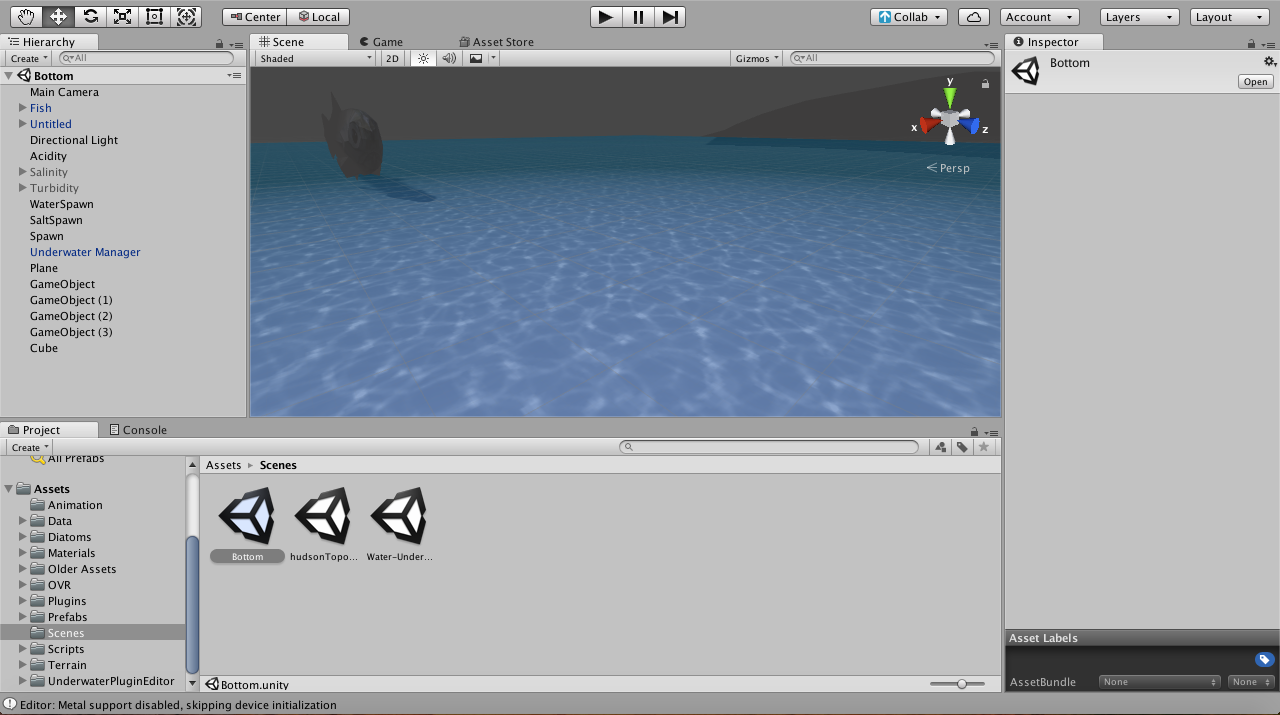 Center Local Collab Account Layers Layout
Hierarchy
Create All
Bottom
Main Camera
Fish
Untitled
Directional Light
Acidity
Salinity
Turbidity
WaterSpawn
SaltSpawn
Spawn
Underwater Manager
Plane
GameObject
GameObject (1)
GameObject (2)
GameObject (3)
Cube
Scene Game Asset Store
Shaded 2D Gizmos All
y
x z
Persp
Inspector
Bottom
Open
Project Console
Create
All Prefabs
Assets
Animation
Data
Diatoms
Materials
Older Assets
OVR
Plugins
Prefabs
Scenes
Scripts
Terrain
UnderwaterPluginEditor
Assets Scenes
Bottom hudsonTopo... Water-Under...
Bottom.unity
Asset Labels
AssetBundle None None
Editor: Metal support disabled, skipping device initialization